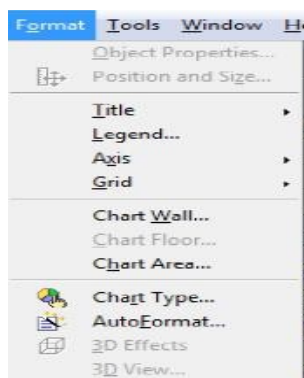 Format Tools Window H
Object Properties...
Position and Size...
Title
Legend...
Axis
Grid
Chart Wall...
Chart Floor...
Chart Area...
Chart Type...
AutoFormat...
3D Effects
3D View...